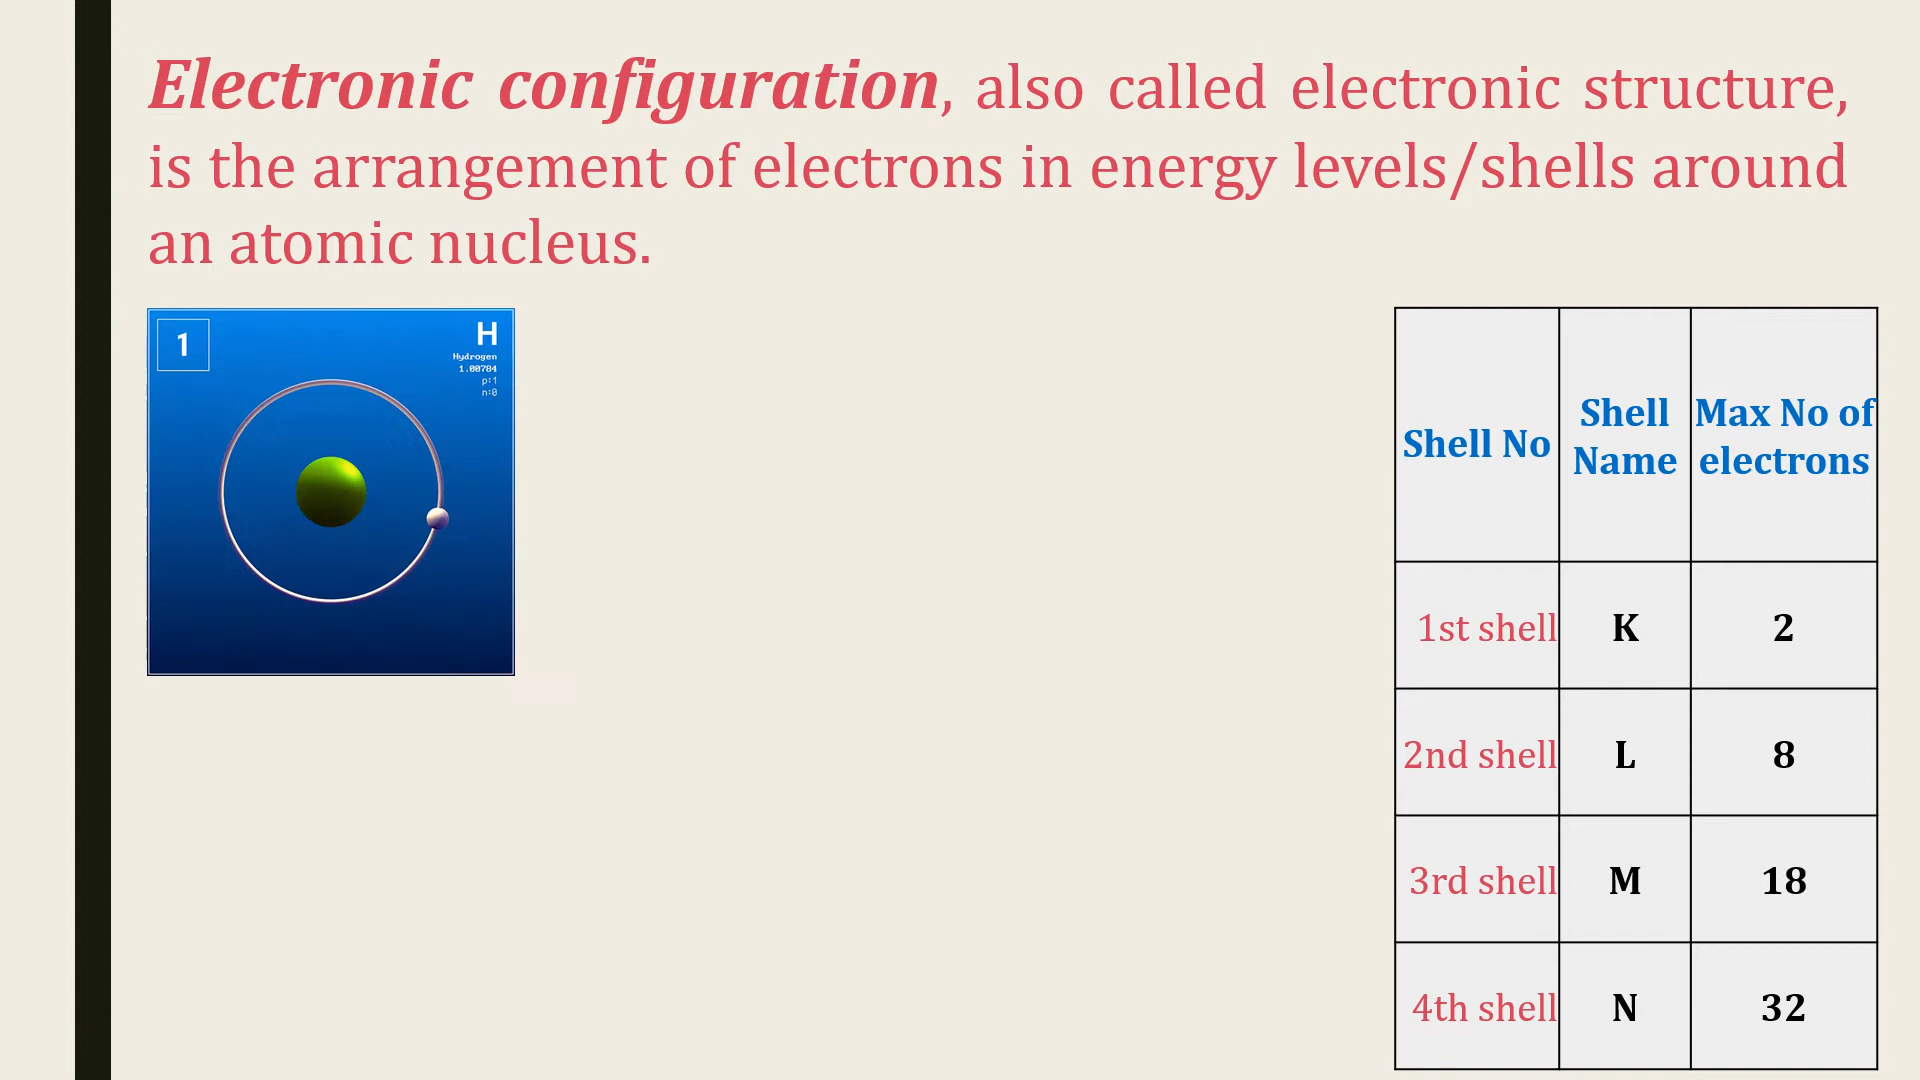 Electronic configuration, also called electronic structure,
is the arrangement of electrons in energy levels/shells around
an atomic nucleus.
1
H
Hydrogen
1.00784
p:1
n:0
Shell No
Shell Name
Max No of electrons
1st shell K 2
2nd shell L 8
3rd shell M 18
4th shell N 32